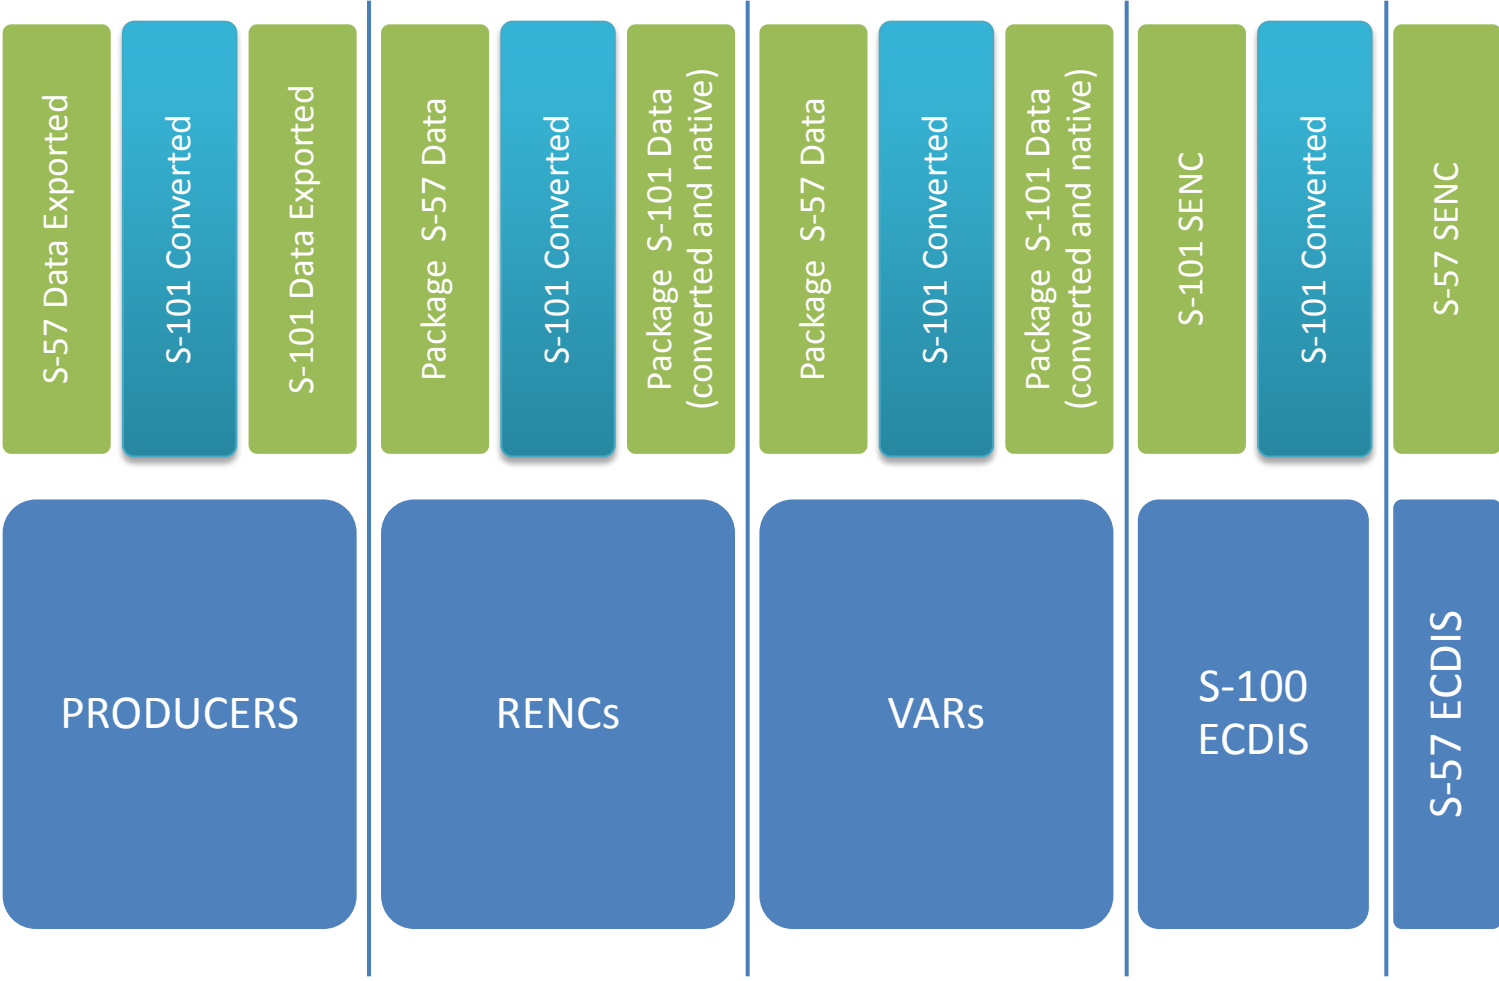 S-57 Data Exported
S-101 Converted
S-101 Data Exported
Package S-57 Data
S-101 Converted
Package S-101 Data
(converted and native)
Package S-57 Data
S-101 Converted
Package S-101 Data
(converted and native)
S-101 SENC
S-101 Converted
S-57 SENC
PRODUCERS
RENCs
VARs
S-100
ECDIS
S-57 ECDIS